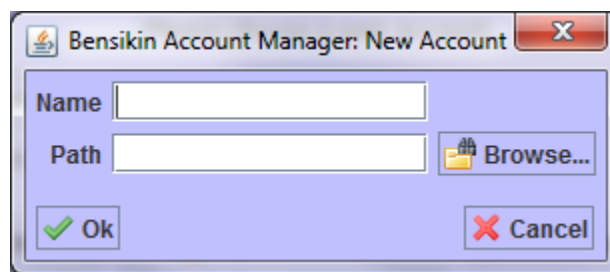 Bensikin Account Manager: New Account
Name
Path Browse...
Ok Cancel